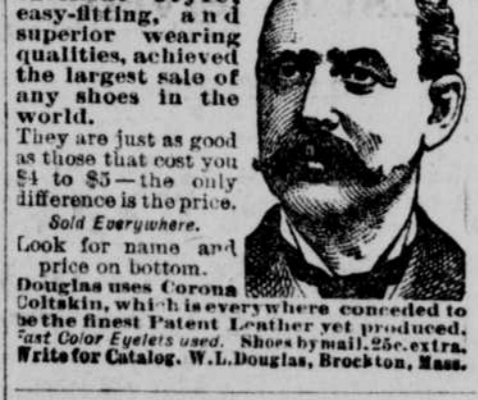 easy-fitting, and
superior wearing
qualities, achieved
the largest sale of
any shoes in the
world.
They are just as good
as those that cost you
$4 to $5—the only
difference is the price.
Sold Everywhere.
Look for name and
price on bottom.
Douglas uses Corona
Coltskin, which is everywhere conceded to
be the finest Patent Leather yet produced.
Fast Color Eyelets used. Shoes by mail, 25c. extra.
Write for Catalog. W.L.Douglas, Brockton, Mass.